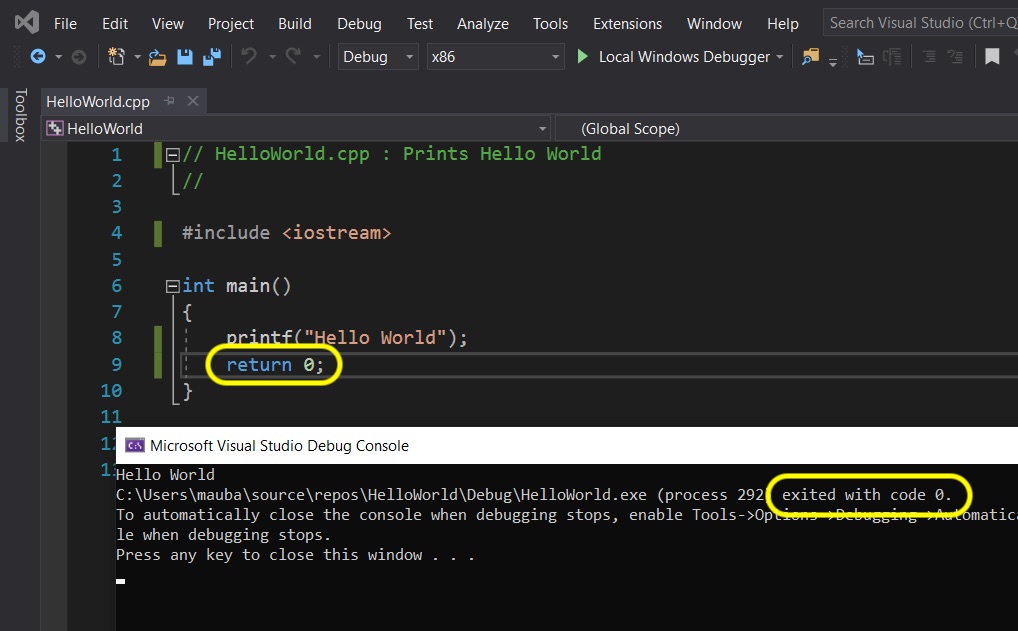 File Edit View Project Build Debug Test Analyze Tools Extensions Window Help Search Visual Studio (Ctrl+Q
Debug x86 Local Windows Debugger
Toolbox
HelloWorld.cpp
HelloWorld (Global Scope)
1 // HelloWorld.cpp : Prints Hello World
2 //
3
4 #include <iostream>
5
6 int main()
7 {
8 printf("Hello World");
9 return 0;
10 }
11
Microsoft Visual Studio Debug Console
Hello World
C:\Users\mauba\source\repos\HelloWorld\Debug\HelloWorld.exe (process 292 exited with code 0.
To automatically close the console when debugging stops, enable Tools->Options->Debugging->Automatica
le when debugging stops.
Press any key to close this window . . .